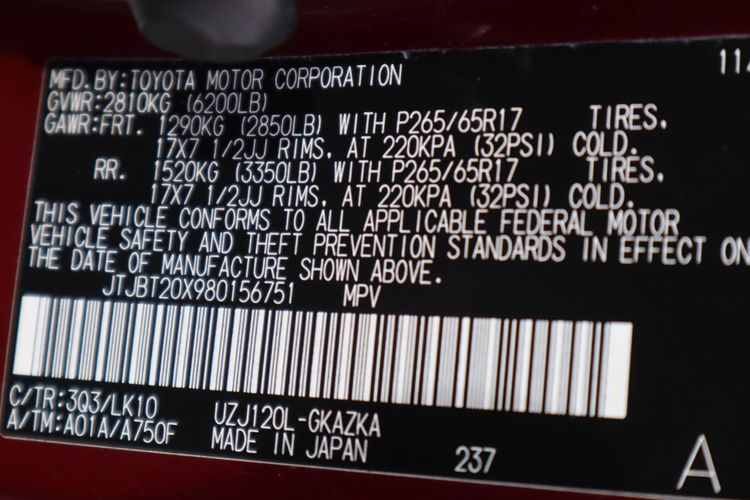 MFD. BY: TOYOTA MOTOR CORPORATION 11/
GVWR: 2810KG (6200LB)
GAWR: FRT. 1290KG (2850LB) WITH P265/65R17 TIRES,
17X7 1/2JJ RIMS, AT 220KPA (32PSI) COLD.
RR. 1520KG (3350LB) WITH P265/65R17 TIRES,
17X7 1/2JJ RIMS, AT 220KPA (32PSI) COLD.
THIS VEHICLE CONFORMS TO ALL APPLICABLE FEDERAL MOTOR
VEHICLE SAFETY AND THEFT PREVENTION STANDARDS IN EFFECT ON
THE DATE OF MANUFACTURE SHOWN ABOVE.
JTJBT20X980156751 MPV
C/TR: 3Q3/LK10 UZJ120L-GKAZKA
A/TM: A01A/A750F MADE IN JAPAN 237 A